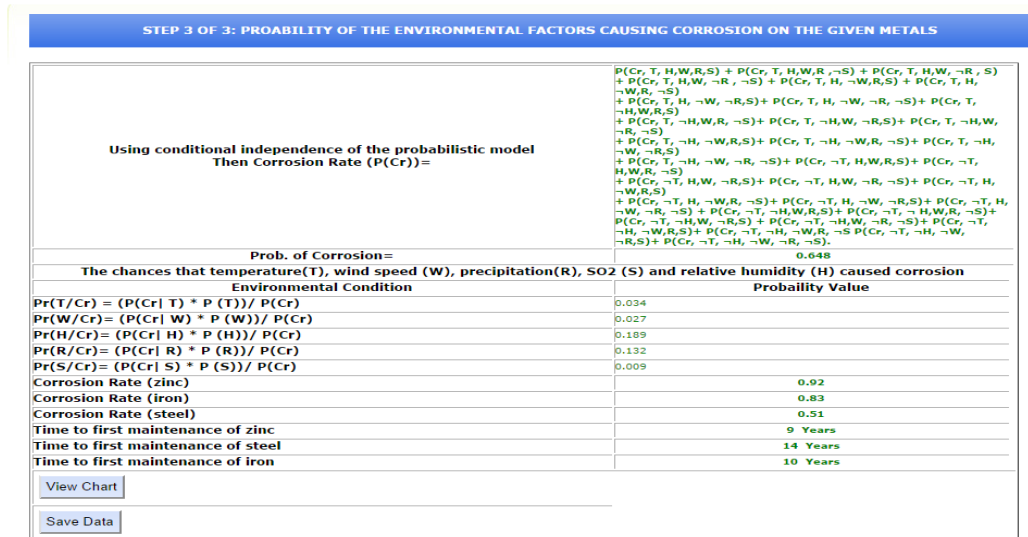 STEP 3 OF 3: PROABILITY OF THE ENVIRONMENTAL FACTORS CAUSING CORROSION ON THE GIVEN METALS
Using conditional independence of the probabilistic model
Then Corrosion Rate (P(Cr))=
P(Cr, T, H,W,R,S) + P(Cr, T, H,W,R ,¬S) + P(Cr, T, H,W, ¬R , S)
+ P(Cr, T, H,W, ¬R , ¬S) + P(Cr, T, H, ¬W,R,S) + P(Cr, T, H,
¬W,R, ¬S)
+ P(Cr, T, H, ¬W, ¬R,S)+ P(Cr, T, H, ¬W, ¬R, ¬S)+ P(Cr, T,
¬H,W,R,S)
+ P(Cr, T, ¬H,W,R, ¬S)+ P(Cr, T, ¬H,W, ¬R,S)+ P(Cr, T, ¬H,W,
¬R, ¬S)
+ P(Cr, T, ¬H, ¬W,R,S)+ P(Cr, T, ¬H, ¬W,R, ¬S)+ P(Cr, T, ¬H,
¬W, ¬R,S)
+ P(Cr, T, ¬H, ¬W, ¬R, ¬S)+ P(Cr, ¬T, H,W,R,S)+ P(Cr, ¬T,
H,W,R, ¬S)
+ P(Cr, ¬T, H,W, ¬R,S)+ P(Cr, ¬T, H,W, ¬R, ¬S)+ P(Cr, ¬T, H,
¬W,R,S)
+ P(Cr, ¬T, H, ¬W,R, ¬S)+ P(Cr, ¬T, H, ¬W, ¬R,S)+ P(Cr, ¬T, H,
¬W, ¬R, ¬S) + P(Cr, ¬T, ¬H,W,R,S)+ P(Cr, ¬T, ¬ H,W,R, ¬S)+
P(Cr, ¬T, ¬H,W, ¬R,S) + P(Cr, ¬T, ¬H,W, ¬R, ¬S)+ P(Cr, ¬T,
¬H, ¬W,R,S)+ P(Cr, ¬T, ¬H, ¬W,R, ¬S P(Cr, ¬T, ¬H, ¬W,
¬R,S)+ P(Cr, ¬T, ¬H, ¬W, ¬R, ¬S).
Prob. of Corrosion= 0.648
The chances that temperature(T), wind speed (W), precipitation(R), SO2 (S) and relative humidity (H) caused corrosion
Environmental Condition Probaility Value
Pr(T/Cr) = (P(Cr| T) * P (T))/ P(Cr) 0.034
Pr(W/Cr)= (P(Cr| W) * P (W))/ P(Cr) 0.027
Pr(H/Cr)= (P(Cr| H) * P (H))/ P(Cr) 0.189
Pr(R/Cr)= (P(Cr| R) * P (R))/ P(Cr) 0.132
Pr(S/Cr)= (P(Cr| S) * P (S))/ P(Cr) 0.009
Corrosion Rate (zinc) 0.92
Corrosion Rate (iron) 0.83
Corrosion Rate (steel) 0.51
Time to first maintenance of zinc 9 Years
Time to first maintenance of steel 14 Years
Time to first maintenance of iron 10 Years
View Chart
Save Data